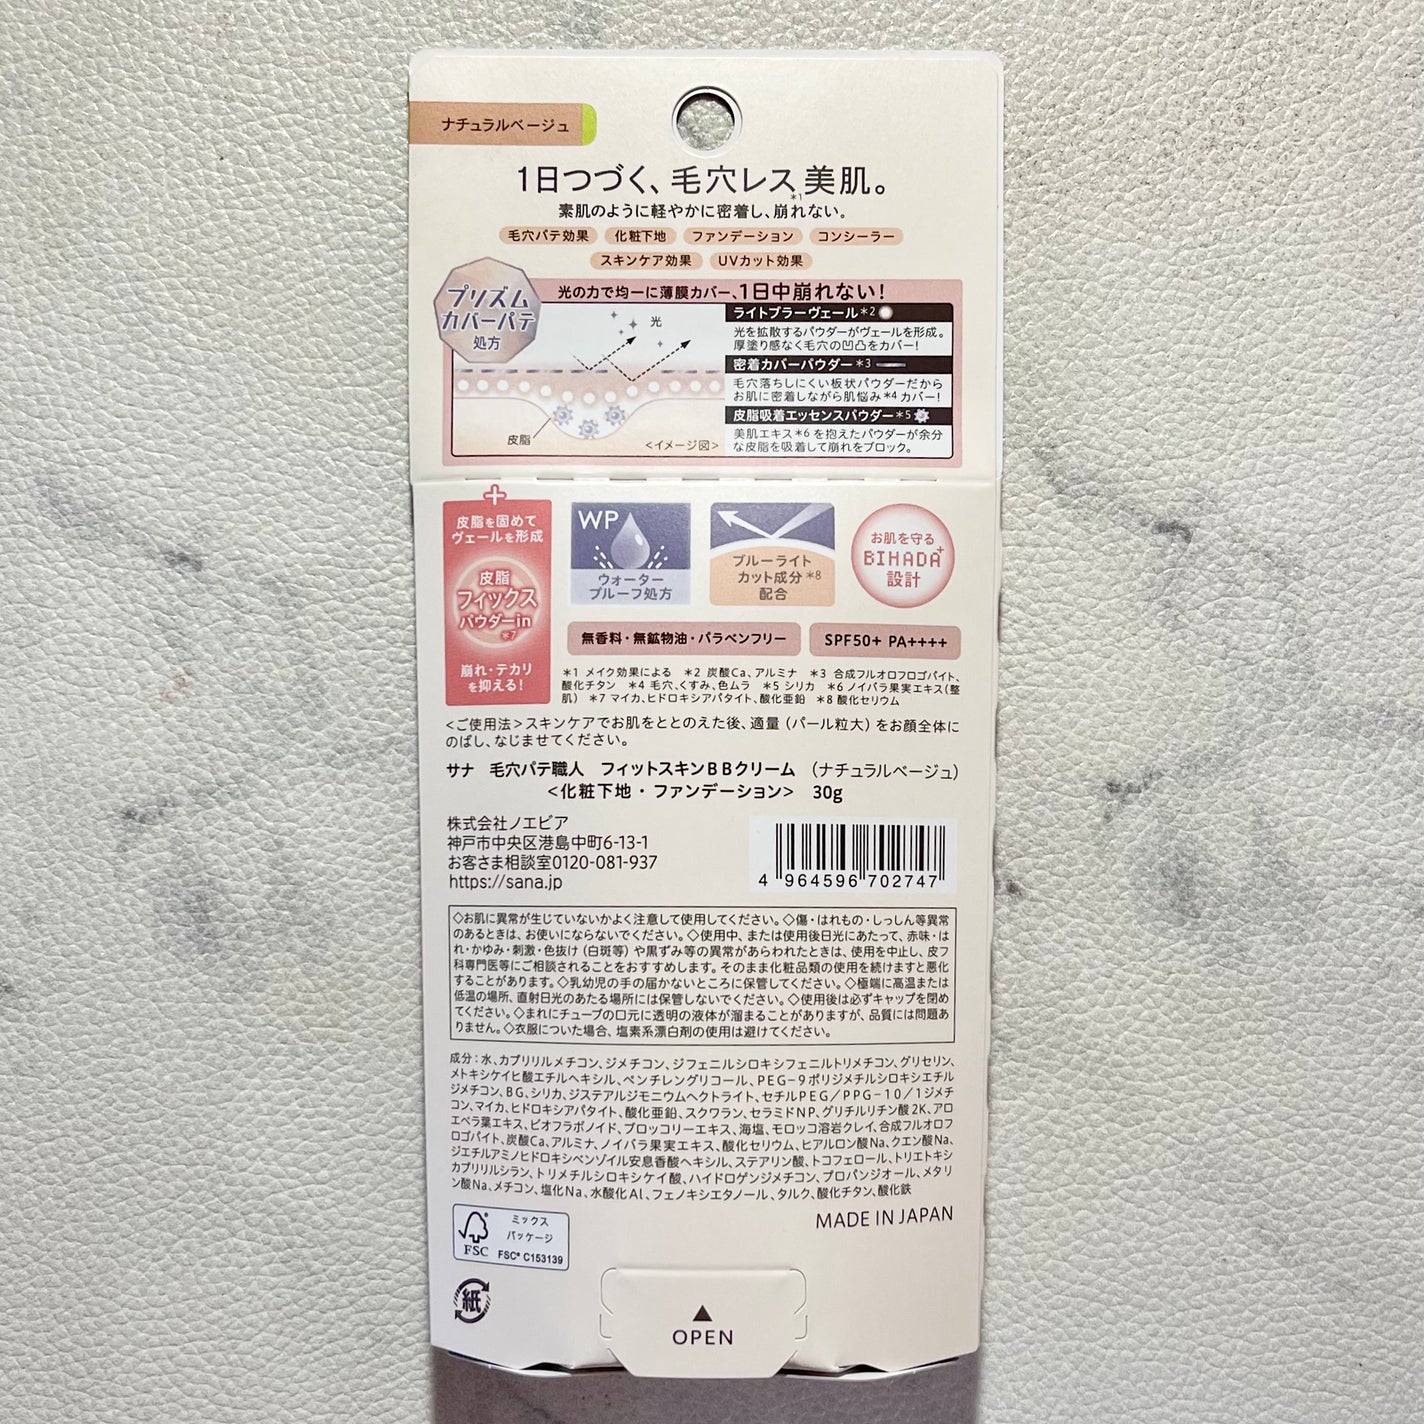 ナチュラルベージュ
1日つづく、毛穴レス美肌。
*1
素肌のように軽やかに密着し、崩れない。
毛穴パテ効果 化粧下地 ファンデーション コンシーラー
スキンケア効果 UVカット効果
プリズム
カバーパテ
処方
光の力で均一に薄膜カバー、1日中崩れない!
光
皮脂
<イメージ図>
ライトブラーヴェール*2
光を拡散するパウダーがヴェールを形成。
厚塗り感なく毛穴の凹凸をカバー!
密着カバーパウダー*3
毛穴落ちしにくい板状パウダーだから
お肌に密着しながら肌悩み*4カバー!
皮脂吸着エッセンスパウダー*5
美肌エキス*6を抱えたパウダーが余分
な皮脂を吸着して崩れをブロック。
+
皮脂を固めて
ヴェールを形成
皮脂
フィックス
パウダーin
*7
崩れ・テカリ
を抑える!
WP
ウォーター
プルーフ処方
ブルーライト
カット成分*8
配合
お肌を守る
BIHADA+
設計
無香料・無鉱物油・パラベンフリー
SPF50+ PA++++
*1 メイク効果による *2 炭酸Ca、アルミナ *3 合成フルオロフロゴパイト、
酸化チタン *4 毛穴、くすみ、色ムラ *5 シリカ *6 ノイバラ果実エキス(整
肌) *7 マイカ、ヒドロキシアパタイト、酸化亜鉛 *8 酸化セリウム
<ご使用法>スキンケアでお肌をととのえた後、適量(パール粒大)をお顔全体に
のばし、なじませてください。
サナ 毛穴パテ職人 フィットスキンBBクリーム (ナチュラルベージュ)
<化粧下地・ファンデーション> 30g
株式会社ノエビア
神戸市中央区港島中町6-13-1
お客さま相談室0120-081-937
https://sana.jp
4 964596 702747
◇お肌に異常が生じていないかよく注意して使用してください。◇傷・はれもの・しっしん等異常
のあるときは、お使いにならないでください。◇使用中、または使用後日光にあたって、赤味・は
れ・かゆみ・刺激・色抜け(白斑等)や黒ずみ等の異常があらわれたときは、使用を中止し、皮フ
科専門医等にご相談されることをおすすめします。そのまま化粧品類の使用を続けますと悪化
することがあります。◇乳幼児の手の届かないところに保管してください。◇極端に高温または
低温の場所、直射日光のあたる場所には保管しないでください。◇使用後は必ずキャップを閉め
てください。◇まれにチューブの口元に透明の液体が溜まることがありますが、品質には問題あ
りません。◇衣服についた場合、塩素系漂白剤の使用は避けてください。
成分：水、カプリリルメチコン、ジメチコン、ジフェニルシロキシフェニルトリメチコン、グリセリン、
メトキシケイヒ酸エチルヘキシル、ペンチレングリコール、PEG-9ポリジメチルシロキシエチル
ジメチコン、BG、シリカ、ジステアルジモニウムヘクトライト、セチルPEG/PPG-10/1ジメチ
コン、マイカ、ヒドロキシアパタイト、酸化亜鉛、スクワラン、セラミドNP、グリチルリチン酸2K、アロ
エベラ葉エキス、ビオフラボノイド、ブロッコリーエキス、海塩、モロッコ溶岩クレイ、合成フルオロフ
ロゴパイト、炭酸Ca、アルミナ、ノイバラ果実エキス、酸化セリウム、ヒアルロン酸Na、クエン酸Na、
ジエチルアミノヒドロキシベンゾイル安息香酸ヘキシル、ステアリン酸、トコフェロール、トリエトキシ
カプリリルシラン、トリメチルシロキシケイ酸、ハイドロゲンジメチコン、プロパンジオール、メタリ
ン酸Na、メチコン、塩化Na、水酸化Al、フェノキシエタノール、タルク、酸化チタン、酸化鉄
MADE IN JAPAN
FSC
ミックス
パッケージ
FSC® C153139
紙
▲
OPEN